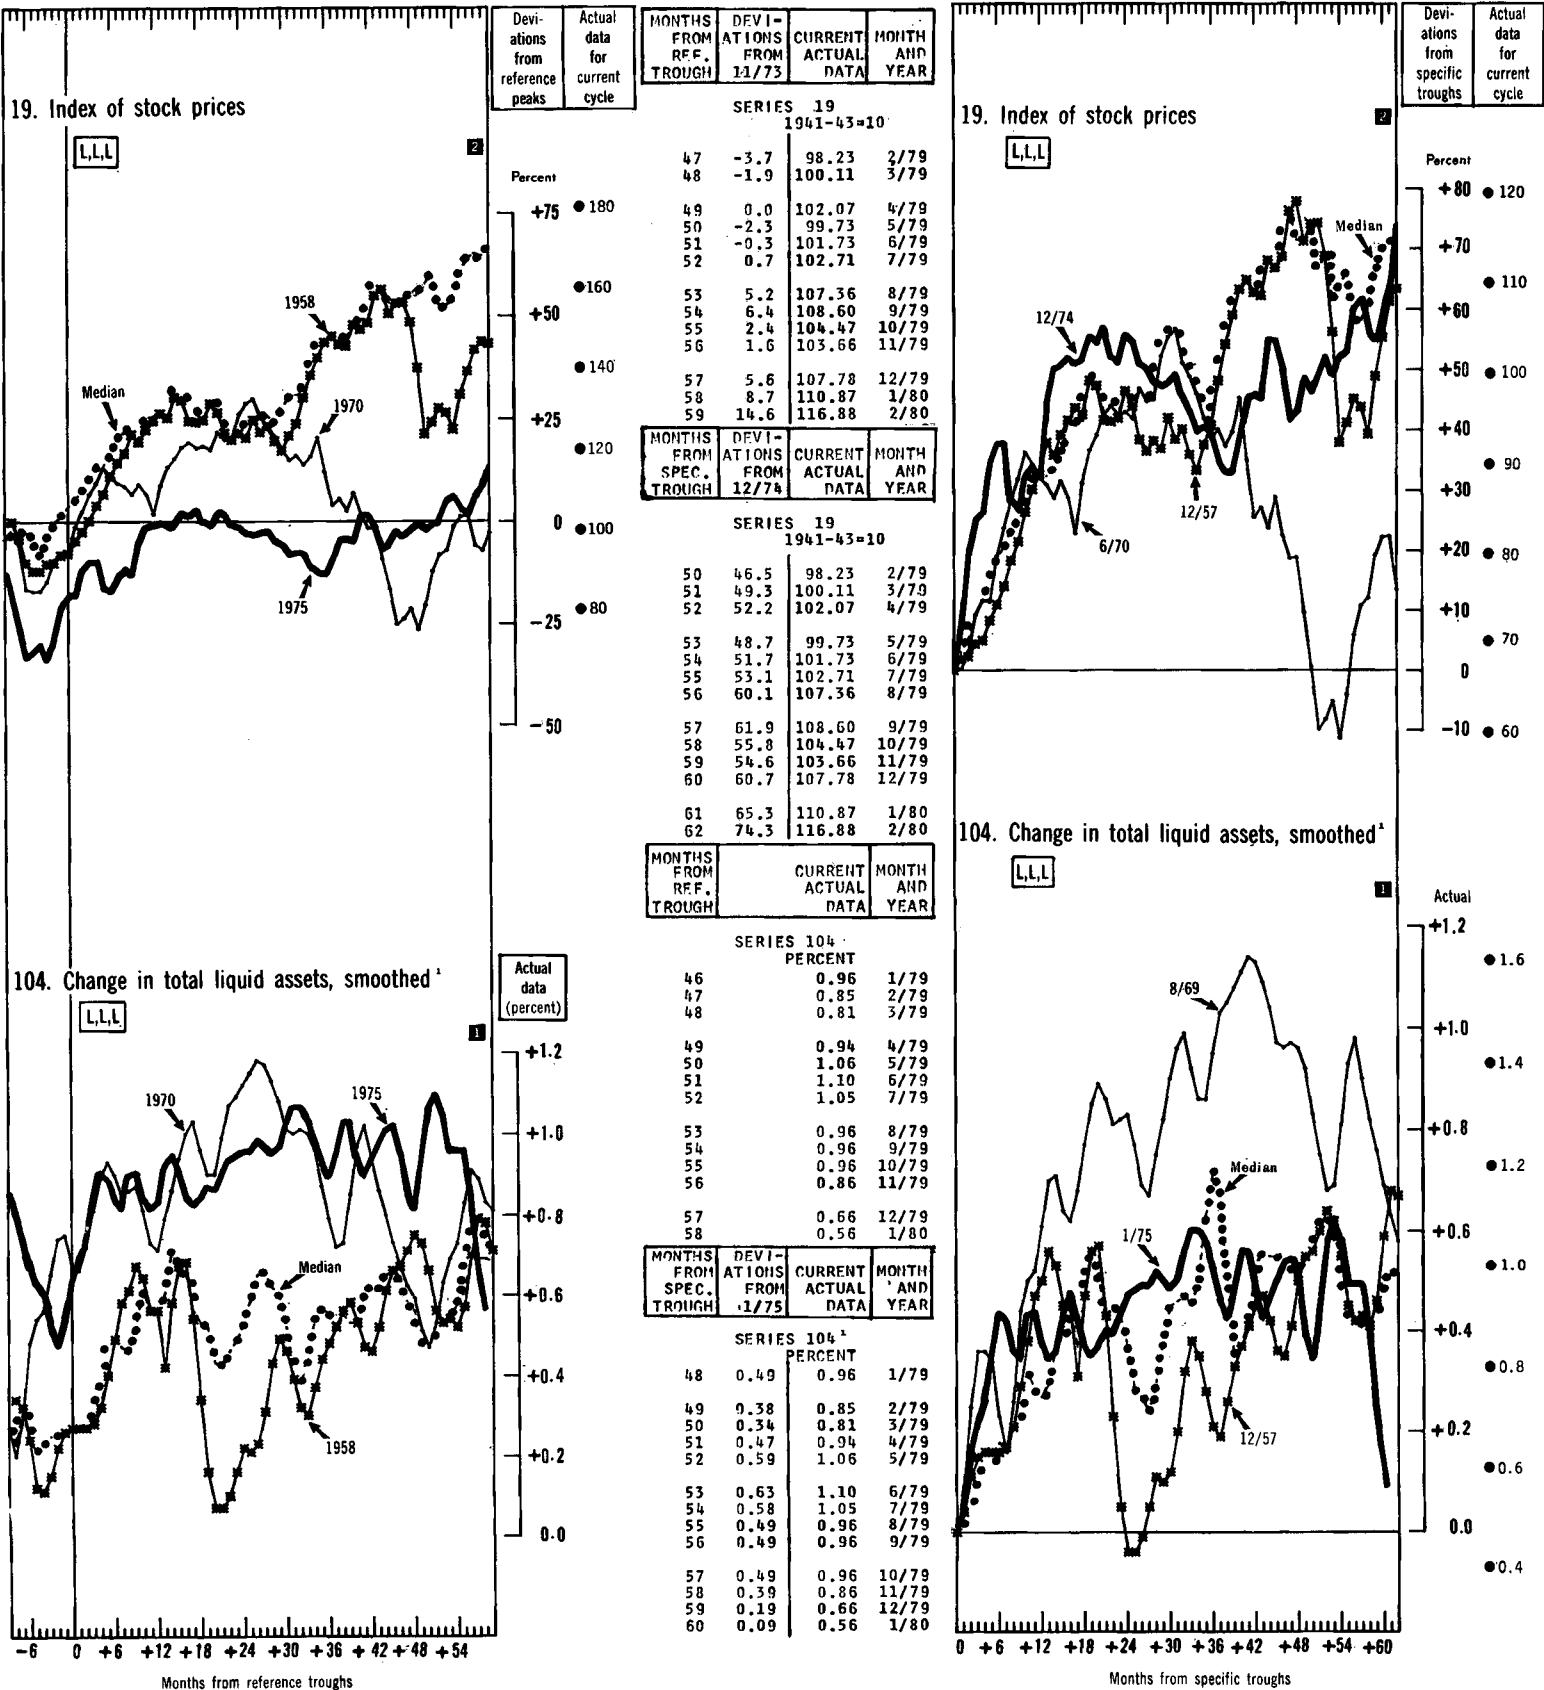 Devi-
ations
from
reference
peaks
Actual
data
for
current
cycle
19. Index of stock prices
L,L,L
2
Percent
+75
+50
+25
0
-25
-50
180
160
140
120
100
80
1958
Median
1970
1975
104. Change in total liquid assets, smoothed¹
L,L,L
Actual
data
(percent)
1
+1.2
+1.0
+0.8
+0.6
+0.4
+0.2
0.0
1970
1975
Median
1958
-6 0 +6 +12 +18 +24 +30 +36 +42 +48 +54
Months from reference troughs
MONTHS FROM REF. TROUGH DEVI-ATIONS FROM 11/73 CURRENT ACTUAL DATA MONTH AND YEAR
SERIES 19
1941-43=10
47 -3.7 98.23 2/79
48 -1.9 100.11 3/79
49 0.0 102.07 4/79
50 -2.3 99.73 5/79
51 -0.3 101.73 6/79
52 0.7 102.71 7/79
53 5.2 107.36 8/79
54 6.4 108.60 9/79
55 2.4 104.47 10/79
56 1.6 103.66 11/79
57 5.6 107.78 12/79
58 8.7 110.87 1/80
59 14.6 116.88 2/80
MONTHS FROM SPEC. TROUGH DEVI-ATIONS FROM 12/74 CURRENT ACTUAL DATA MONTH AND YEAR
SERIES 19
1941-43=10
50 46.5 98.23 2/79
51 49.3 100.11 3/79
52 52.2 102.07 4/79
53 48.7 99.73 5/79
54 51.7 101.73 6/79
55 53.1 102.71 7/79
56 60.1 107.36 8/79
57 61.9 108.60 9/79
58 55.8 104.47 10/79
59 54.6 103.66 11/79
60 60.7 107.78 12/79
61 65.3 110.87 1/80
62 74.3 116.88 2/80
MONTHS FROM REF. TROUGH CURRENT ACTUAL DATA MONTH AND YEAR
SERIES 104
PERCENT
46 0.96 1/79
47 0.85 2/79
48 0.81 3/79
49 0.94 4/79
50 1.06 5/79
51 1.10 6/79
52 1.05 7/79
53 0.96 8/79
54 0.96 9/79
55 0.96 10/79
56 0.86 11/79
57 0.66 12/79
58 0.56 1/80
MONTHS FROM SPEC. TROUGH DEVI-ATIONS FROM 1/75 CURRENT ACTUAL DATA MONTH AND YEAR
SERIES 104¹
PERCENT
48 0.49 0.96 1/79
49 0.38 0.85 2/79
50 0.34 0.81 3/79
51 0.47 0.94 4/79
52 0.59 1.06 5/79
53 0.63 1.10 6/79
54 0.58 1.05 7/79
55 0.49 0.96 8/79
56 0.49 0.96 9/79
57 0.49 0.96 10/79
58 0.39 0.86 11/79
59 0.19 0.66 12/79
60 0.09 0.56 1/80
Devi-
ations
from
specific
troughs
Actual
data
for
current
cycle
19. Index of stock prices
L,L,L
2
Percent
+80
+70
+60
+50
+40
+30
+20
+10
0
-10
120
110
100
90
80
70
60
Median
12/74
12/57
6/70
104. Change in total liquid assets, smoothed¹
L,L,L
1
Actual
+1.2
+1.0
+0.8
+0.6
+0.4
+0.2
0.0
1.6
1.4
1.2
1.0
0.8
0.6
0.4
8/69
Median
1/75
12/57
0 +6 +12 +18 +24 +30 +36 +42 +48 +54 +60
Months from specific troughs